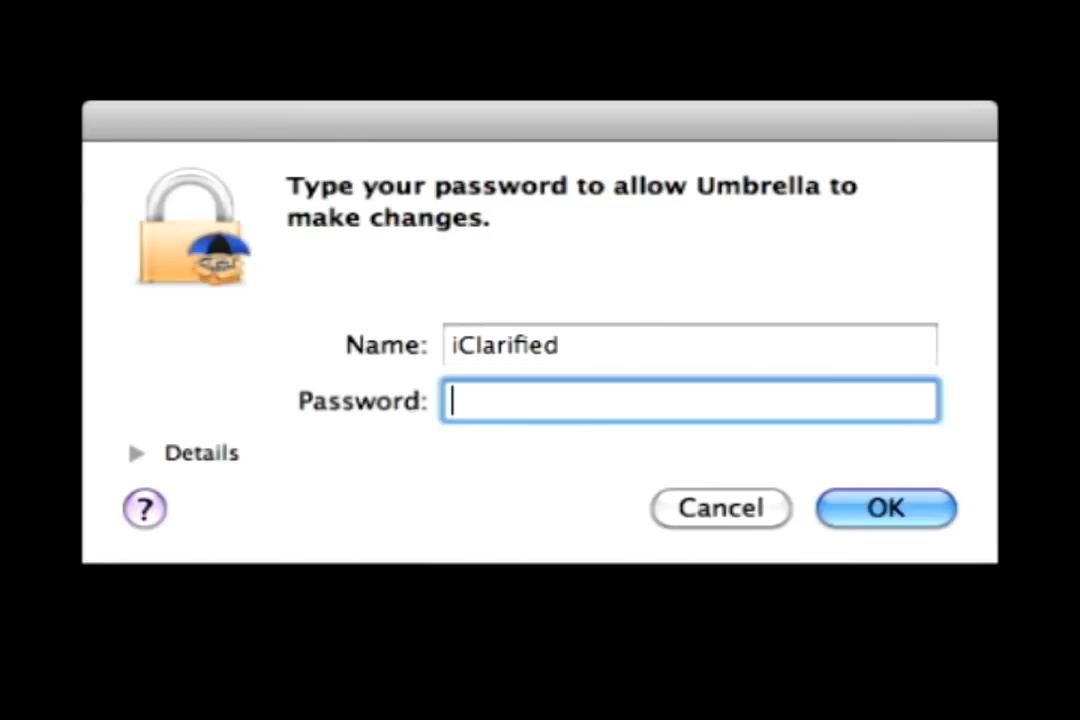 Type your password to allow Umbrella to
make changes.
Name: iClarified
Password:
Details
?
Cancel
OK